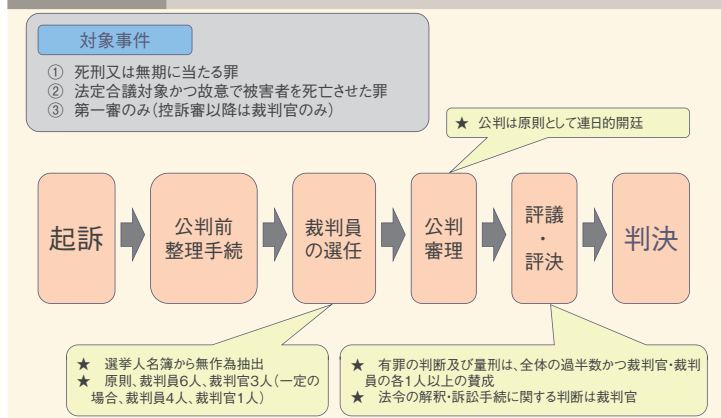 対象事件
① 死刑又は無期に当たる罪
② 法定合議対象かつ故意で被害者を死亡させた罪
③ 第一審のみ(控訴審以降は裁判官のみ)
★ 公判は原則として連日的開廷
起訴
公判前
整理手続
裁判員
の選任
公判
審理
評議
・
評決
判決
★ 選挙人名簿から無作為抽出
★ 原則、裁判員6人、裁判官3人(一定の
場合、裁判員4人、裁判官1人)
★ 有罪の判断及び量刑は、全体の過半数かつ裁判官・裁判
員の各1人以上の賛成
★ 法令の解釈・訴訟手続に関する判断は裁判官